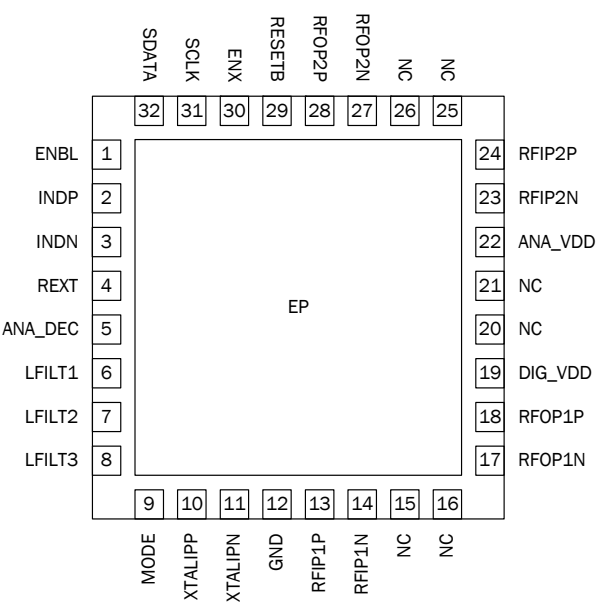 SDATA SCLK ENX RESETB RFOP2P RFOP2N NC NC
32 31 30 29 28 27 26 25
ENBL 1 24 RFIP2P
INDP 2 23 RFIP2N
INDN 3 22 ANA_VDD
REXT 4 21 NC
EP
ANA_DEC 5 20 NC
LFILT1 6 19 DIG_VDD
LFILT2 7 18 RFOP1P
LFILT3 8 17 RFOP1N
9 10 11 12 13 14 15 16
MODE XTALIPP XTALIPN GND RFIP1P RFIP1N NC NC